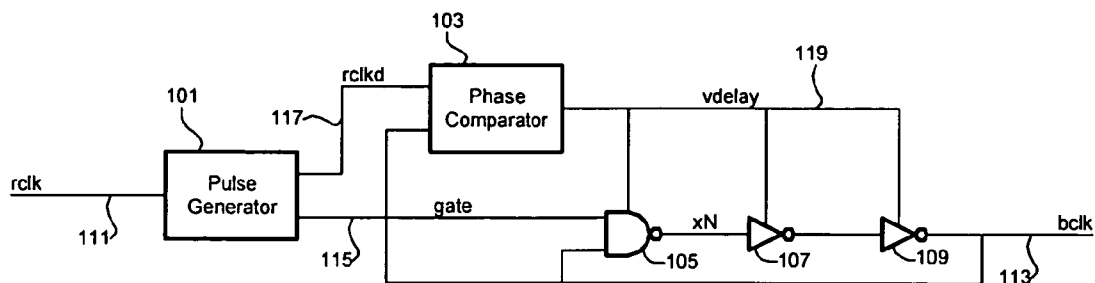 103
119
rclkd
101
Phase
Comparator
vdelay
117
rclk
Pulse
Generator
gate
xN
bclk
111
115
105
107
109
113